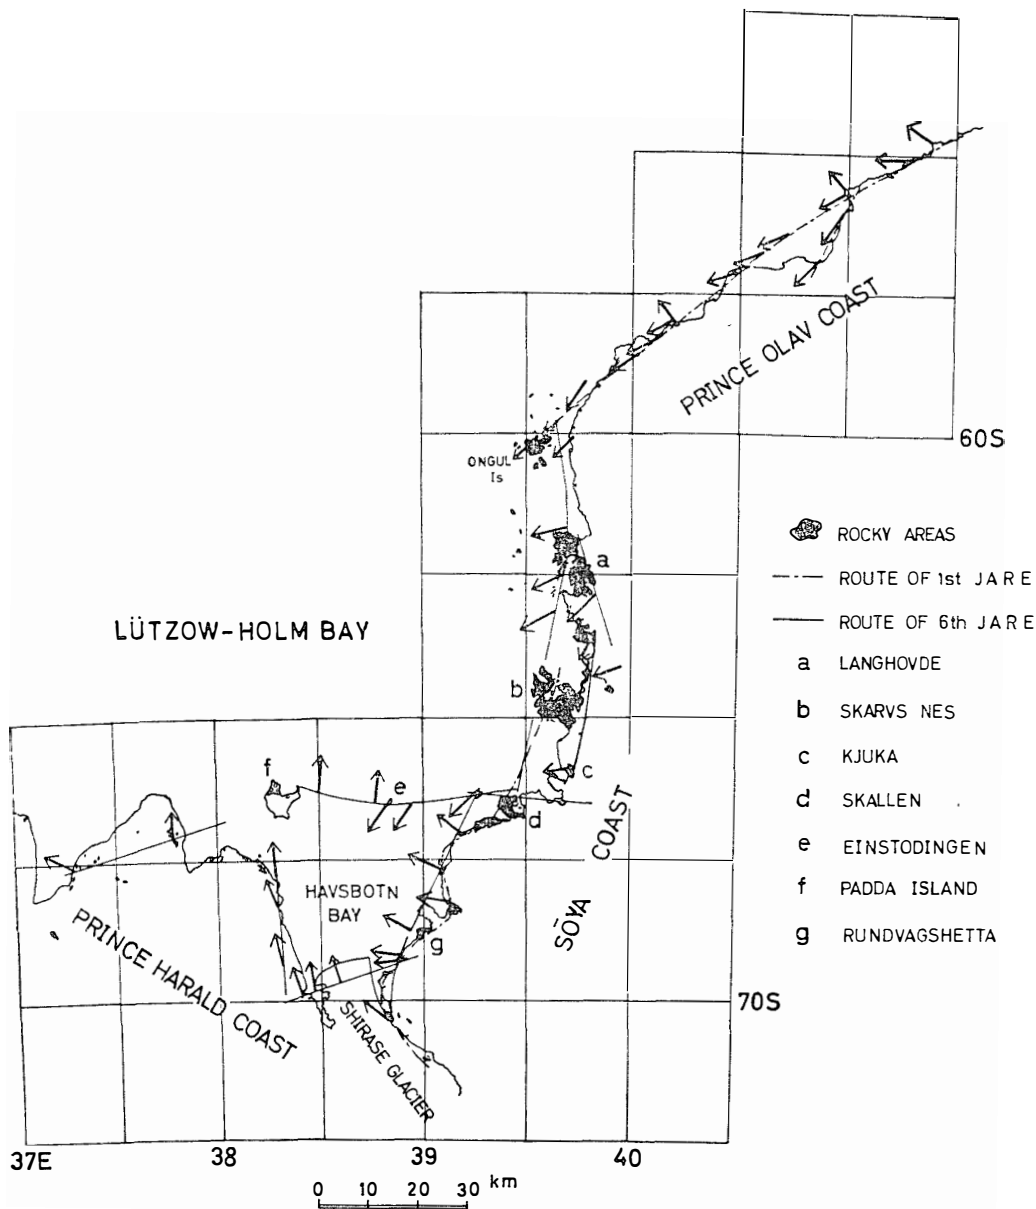 PRINCE OLAV COAST
60S
ONGUL
Is
ROCKY AREAS
a
ROUTE OF 1st JARE
ROUTE OF 6th JARE
LÜTZOW-HOLM BAY
a LANGHOVDE
b
b SKARVS NES
c KJUKA
f
e
c
d SKALLEN
d
COAST
e EINSTODINGEN
HAVSBOTN
BAY
f PADDA ISLAND
SŌYA
g RUNDVAGSHETTA
g
PRINCE HARALD COAST
70S
SHIRASE GLACIER
37E 38 39 40
km
0 10 20 30